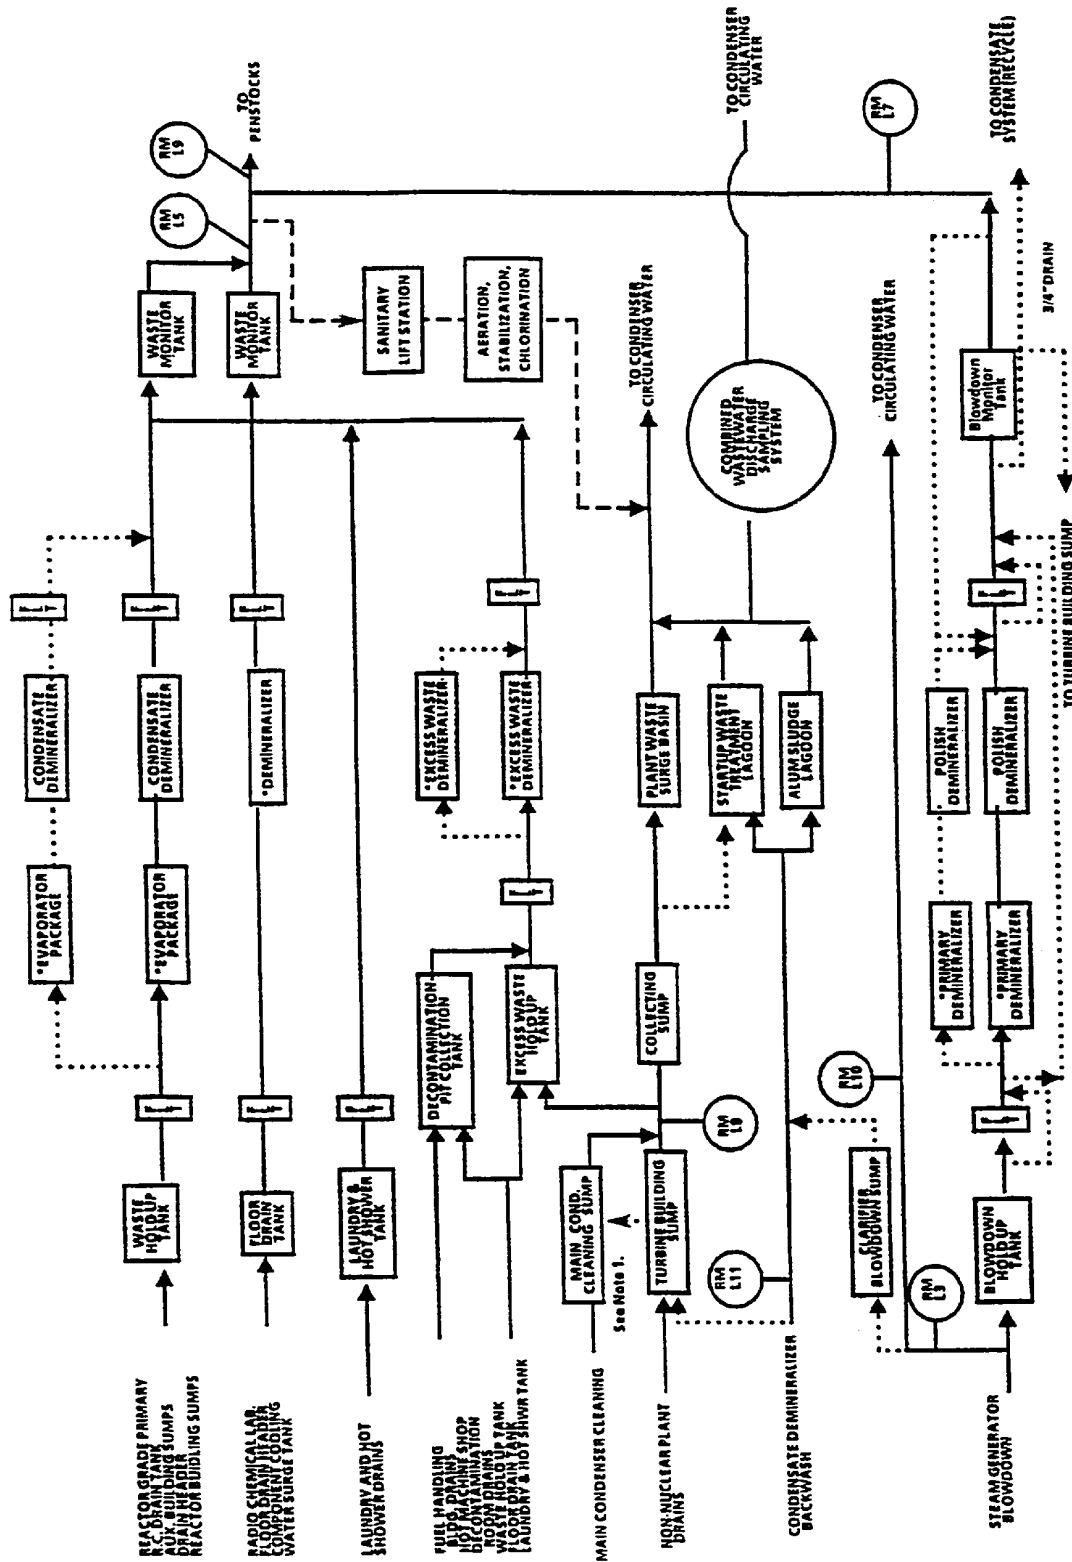 REACTOR GRADE PRIMARY
R.C. DRAIN TANK
AUX. BUILDING SUMPS
DRAIN HEADER
REACTOR BUIDLING SUMPS
WASTE
HOLD UP
TANK
*EVAPORATOR
PACKAGE
*EVAPORATOR
PACKAGE
CONDENSATE
DEMINERALIZER
CONDENSATE
DEMINERALIZER
WASTE
MONITOR
TANK
RM
L5
RM
L9
TO
PENSTOCKS
RADIO CHEMICAL LAB.
FLOOR DRAIN HEADER
COMPONENT COOLING
WATER SURGE TANK
FLOOR
DRAIN
TANK
*DEMINERALIZER
WASTE
MONITOR
TANK
SANITARY
LIFT STATION
AERATION,
STABILIZATION,
CHLORINATION
LAUNDRY AND HOT
SHOWER DRAINS
LAUNDRY &
HOT SHOWER
TANK
FUEL HANDLING
BLDG. DRAINS
HOT MACHINE SHOP
DECONTAMINATION
ROOM DRAINS
WASTE HOLD UP TANK
FLOOR DRAIN TANK
LAUNDRY & HOT SHWR TANK
DECONTAMINATION
PIT COLLECTION
TANK
EXCESS WASTE
HOLD UP
TANK
*EXCESS WASTE
DEMINERALIZER
*EXCESS WASTE
DEMINERALIZER
MAIN CONDENSER CLEANING
MAIN COND.
CLEANING SUMP
See Note 1.
NON-NUCLEAR PLANT
DRAINS
TURBINE BUILDING
SUMP
COLLECTING
SUMP
PLANT WASTE
SURGE BASIN
TO CONDENSER
CIRCULATING WATER
STARTUP WASTE
TREATMENT
LAGOON
ALUM SLUDGE
LAGOON
COMBINED
WASTEWATER
DISCHARGE
SAMPLING
SYSTEM
TO CONDENSER
CIRCULATING
WATER
RM
L11
CONDENSATE DEMINERALIZER
BACKWASH
CLARIFIER
BLOWDOWN SUMP
RM
L10
RM
L3
TO CONDENSER
CIRCULATING WATER
RM
L7
STEAM GENERATOR
BLOWDOWN
BLOWDOWN
HOLD UP
TANK
*PRIMARY
DEMINERALIZER
*PRIMARY
DEMINERALIZER
POLISH
DEMINERALIZER
POLISH
DEMINERALIZER
Blowdown
Monitor
Tank
TO CONDENSATE
SYSTEM (RECYCLE)
3/4" DRAIN
TO TURBINE BUILDING SUMP